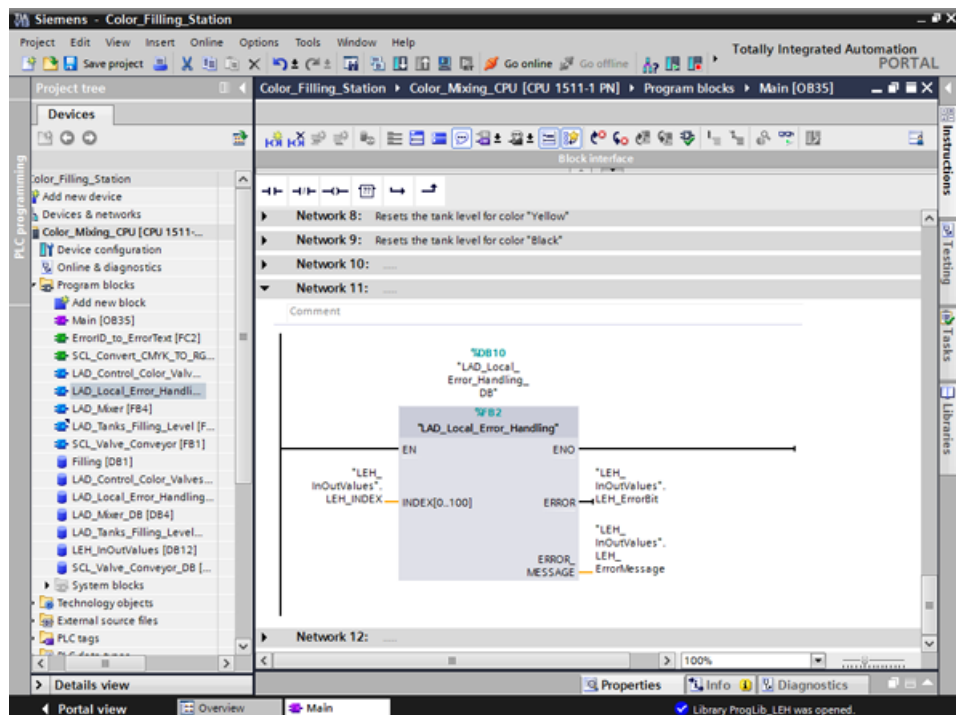 Siemens - Color_Filling_Station
Project Edit View Insert Online Options Tools Window Help
Totally Integrated Automation
PORTAL
Save project
Go online
Go offline
Project tree
Color_Filling_Station ▸ Color_Mixing_CPU [CPU 1511-1 PN] ▸ Program blocks ▸ Main [OB35]
Devices
Block interface
PLC programming
Color_Filling_Station
Add new device
Devices & networks
Color_Mixing_CPU [CPU 1511-...
Device configuration
Online & diagnostics
Program blocks
Add new block
Main [OB35]
ErrorID_to_ErrorText [FC2]
SCL_Convert_CMYK_TO_RG...
LAD_Control_Color_Valv...
LAD_Local_Error_Handli...
LAD_Mixer [FB4]
LAD_Tanks_Filling_Level [F...
SCL_Valve_Conveyor [FB1]
Filling [DB1]
LAD_Control_Color_Valves...
LAD_Local_Error_Handling...
LAD_Mixer_DB [DB4]
LAD_Tanks_Filling_Level...
LEH_InOutValues [DB12]
SCL_Valve_Conveyor_DB [...
System blocks
Technology objects
External source files
PLC tags
Details view
Network 8: Resets the tank level for color "Yellow"
Network 9: Resets the tank level for color "Black"
Network 10: .....
Network 11: .....
Comment
%DB10
"LAD_Local_
Error_Handling_
DB"
%FB2
"LAD_Local_Error_Handling"
EN
ENO
"LEH_
InOutValues".
LEH_INDEX
INDEX[0..100]
ERROR
"LEH_
InOutValues".
LEH_ErrorBit
ERROR_
MESSAGE
"LEH_
InOutValues".
LEH_
ErrorMessage
Network 12: .....
100%
Properties
Info
Diagnostics
Instructions
Testing
Tasks
Libraries
Portal view
Overview
Main
Library ProgLib_LEH was opened.